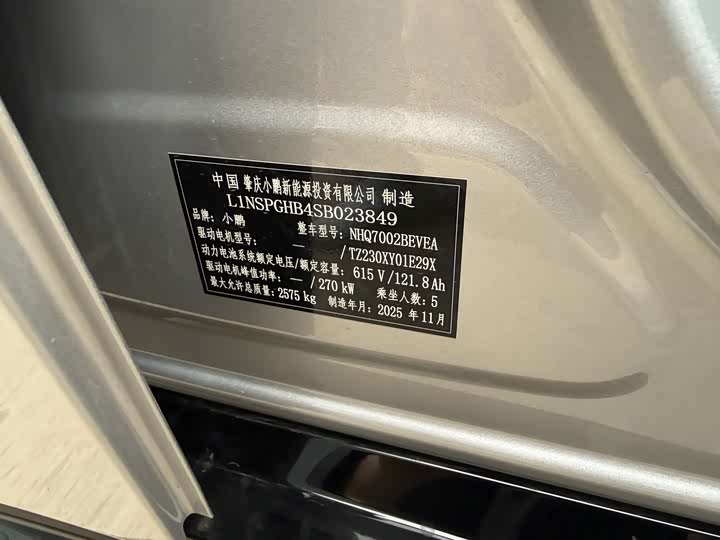 中国 肇庆小鹏新能源投资有限公司 制造
L1NSPGHB4SB023849
品牌：小鹏 整车型号：NHQ7002BEVEA
驱动电机型号： — /TZ230XY01E29X
动力电池系统额定电压/额定容量：615 V/121.8Ah
驱动电机峰值功率：— /270 kW 乘坐人数：5
最大允许总质量：2575 kg 制造年月：2025 年 11月